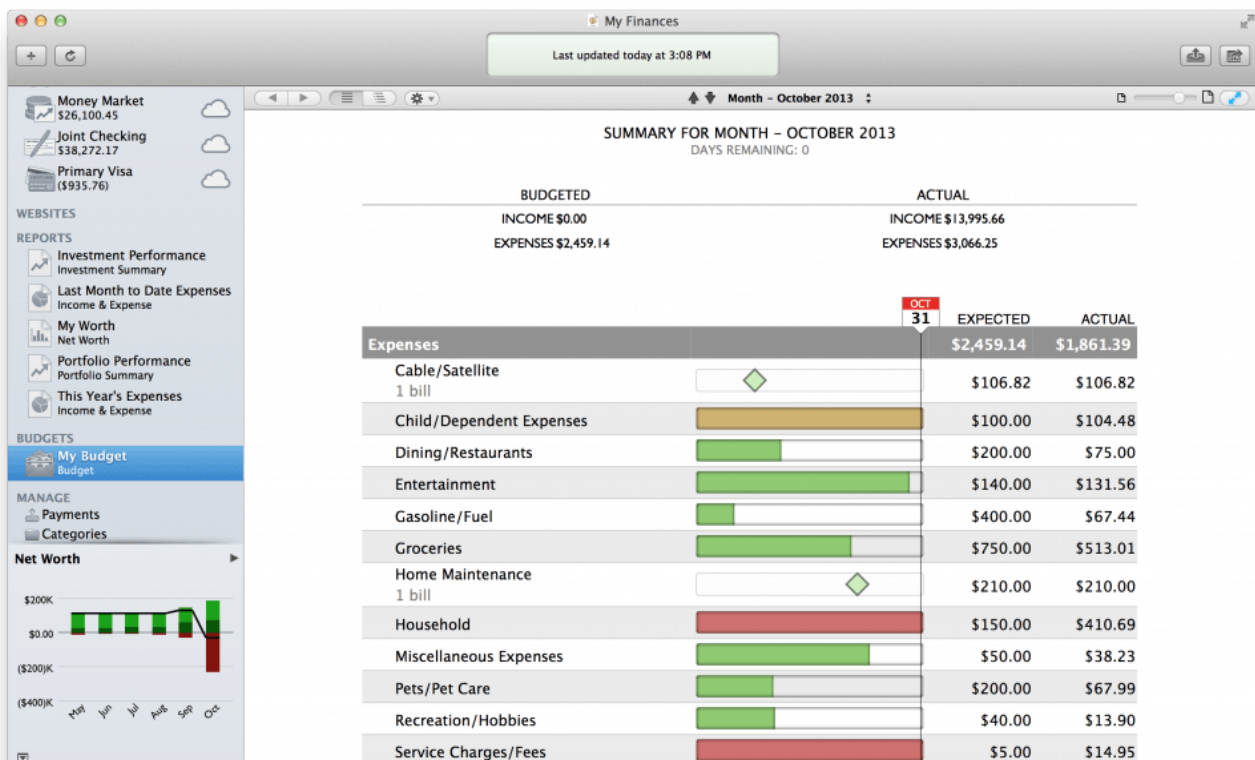 My Finances
Last updated today at 3:08 PM
Money Market
$26,100.45
Joint Checking
$38,272.17
Primary Visa
($935.76)
WEBSITES
REPORTS
Investment Performance
Investment Summary
Last Month to Date Expenses
Income & Expense
My Worth
Net Worth
Portfolio Performance
Portfolio Summary
This Year's Expenses
Income & Expense
BUDGETS
My Budget
Budget
MANAGE
Payments
Categories
Net Worth
$200K
$0.00
($200)K
($400)K
May Jun Jul Aug Sep Oct
Month – October 2013
SUMMARY FOR MONTH – OCTOBER 2013
DAYS REMAINING: 0
BUDGETED ACTUAL
INCOME $0.00 INCOME $13,995.66
EXPENSES $2,459.14 EXPENSES $3,066.25
OCT
31 EXPECTED ACTUAL
Expenses $2,459.14 $1,861.39
Cable/Satellite
1 bill
$106.82 $106.82
Child/Dependent Expenses $100.00 $104.48
Dining/Restaurants $200.00 $75.00
Entertainment $140.00 $131.56
Gasoline/Fuel $400.00 $67.44
Groceries $750.00 $513.01
Home Maintenance
1 bill
$210.00 $210.00
Household $150.00 $410.69
Miscellaneous Expenses $50.00 $38.23
Pets/Pet Care $200.00 $67.99
Recreation/Hobbies $40.00 $13.90
Service Charges/Fees $5.00 $14.95